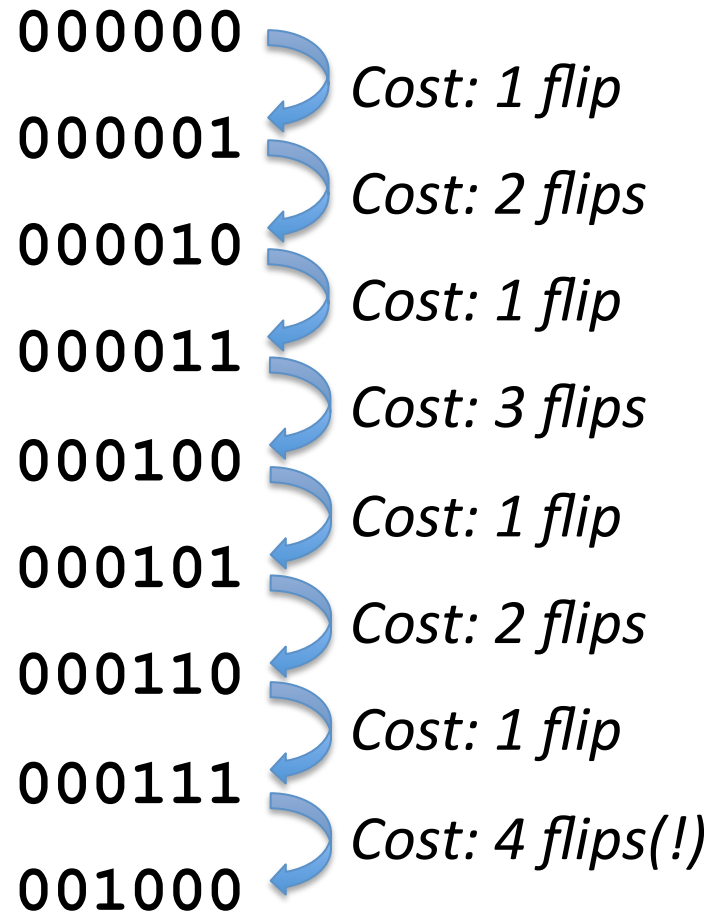 000000
Cost: 1 flip
000001
Cost: 2 flips
000010
Cost: 1 flip
000011
Cost: 3 flips
000100
Cost: 1 flip
000101
Cost: 2 flips
000110
Cost: 1 flip
000111
Cost: 4 flips(!)
001000